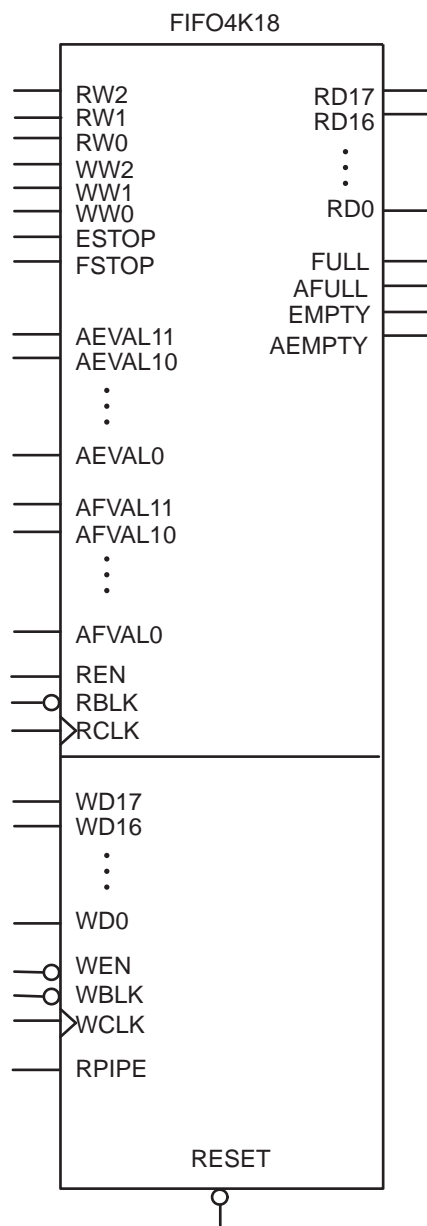 FIFO4K18
RW2
RW1
RW0
WW2
WW1
WW0
ESTOP
FSTOP
AEVAL11
AEVAL10
AEVAL0
AFVAL11
AFVAL10
AFVAL0
REN
RBLK
RCLK
RD17
RD16
RD0
FULL
AFULL
EMPTY
AEMPTY
WD17
WD16
WD0
WEN
WBLK
WCLK
RPIPE
RESET